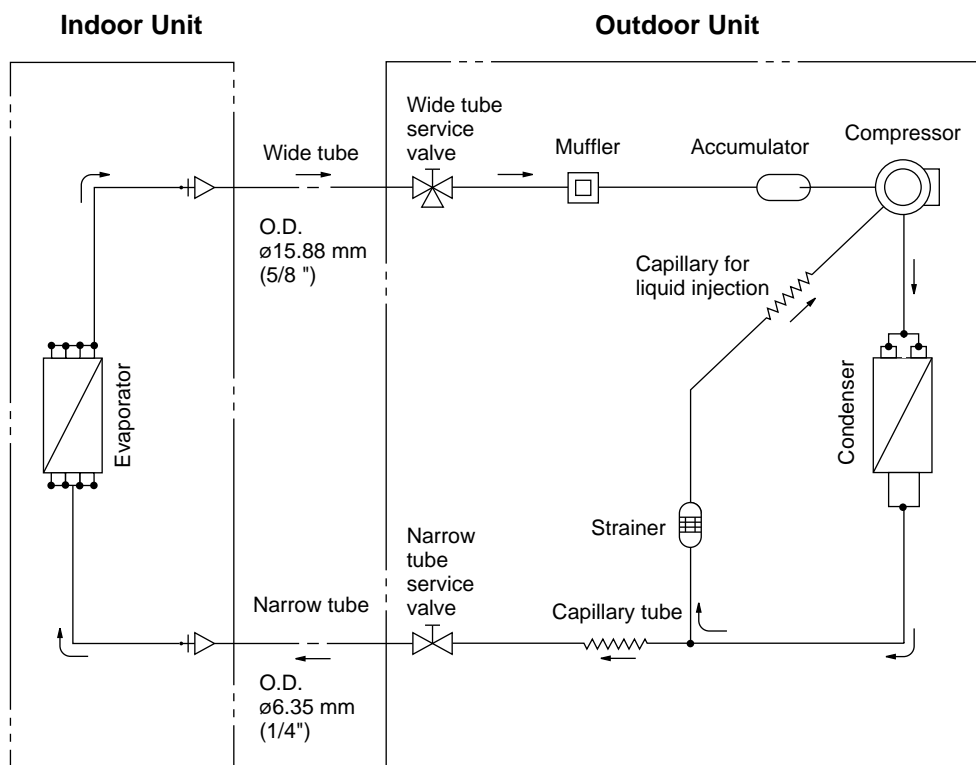 Indoor Unit
Outdoor Unit
Wide tube
service
valve
Wide tube
Muffler
Accumulator
Compressor
O.D.
ø15.88 mm
(5/8 ")
Capillary for
liquid injection
Evaporator
Condenser
Strainer
Narrow
tube
service
valve
Narrow tube
Capillary tube
O.D.
ø6.35 mm
(1/4")